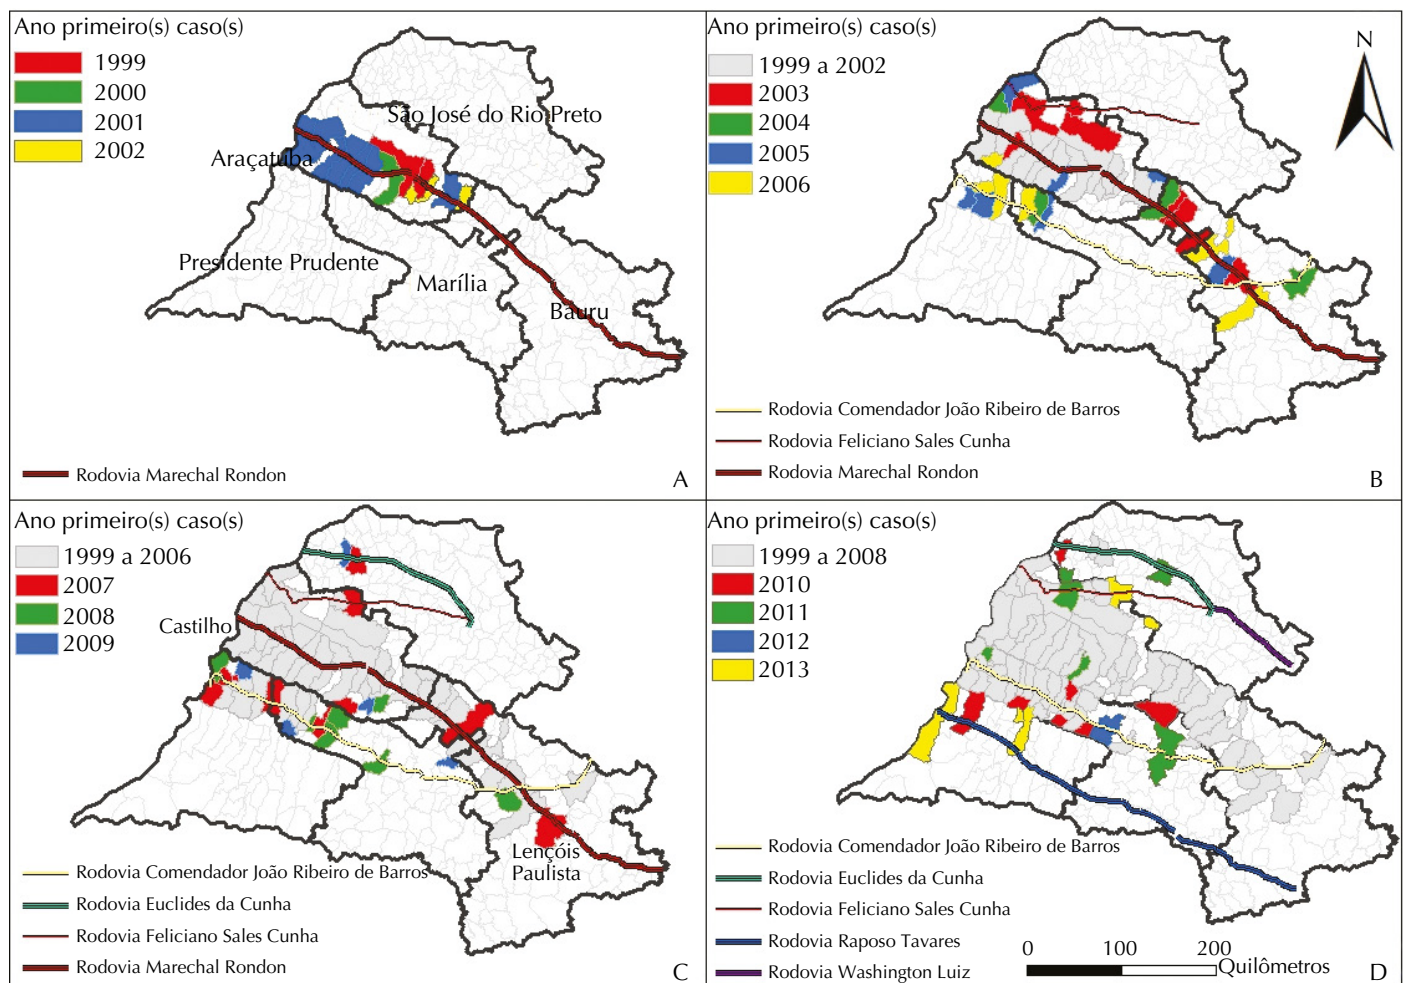 Ano primeiro(s) caso(s)
1999
2000
2001
2002
São José do Rio Preto
Araçatuba
Presidente Prudente
Marília
Bauru
Rodovia Marechal Rondon
A
Ano primeiro(s) caso(s)
1999 a 2002
2003
2004
2005
2006
N
Rodovia Comendador João Ribeiro de Barros
Rodovia Feliciano Sales Cunha
Rodovia Marechal Rondon
B
Ano primeiro(s) caso(s)
1999 a 2006
2007
2008
2009
Castilho
Lençóis
Paulista
Rodovia Comendador João Ribeiro de Barros
Rodovia Euclides da Cunha
Rodovia Feliciano Sales Cunha
Rodovia Marechal Rondon
C
Ano primeiro(s) caso(s)
1999 a 2008
2010
2011
2012
2013
Rodovia Comendador João Ribeiro de Barros
Rodovia Euclides da Cunha
Rodovia Feliciano Sales Cunha
Rodovia Raposo Tavares
Rodovia Washington Luiz
0 100 200
Quilômetros
D